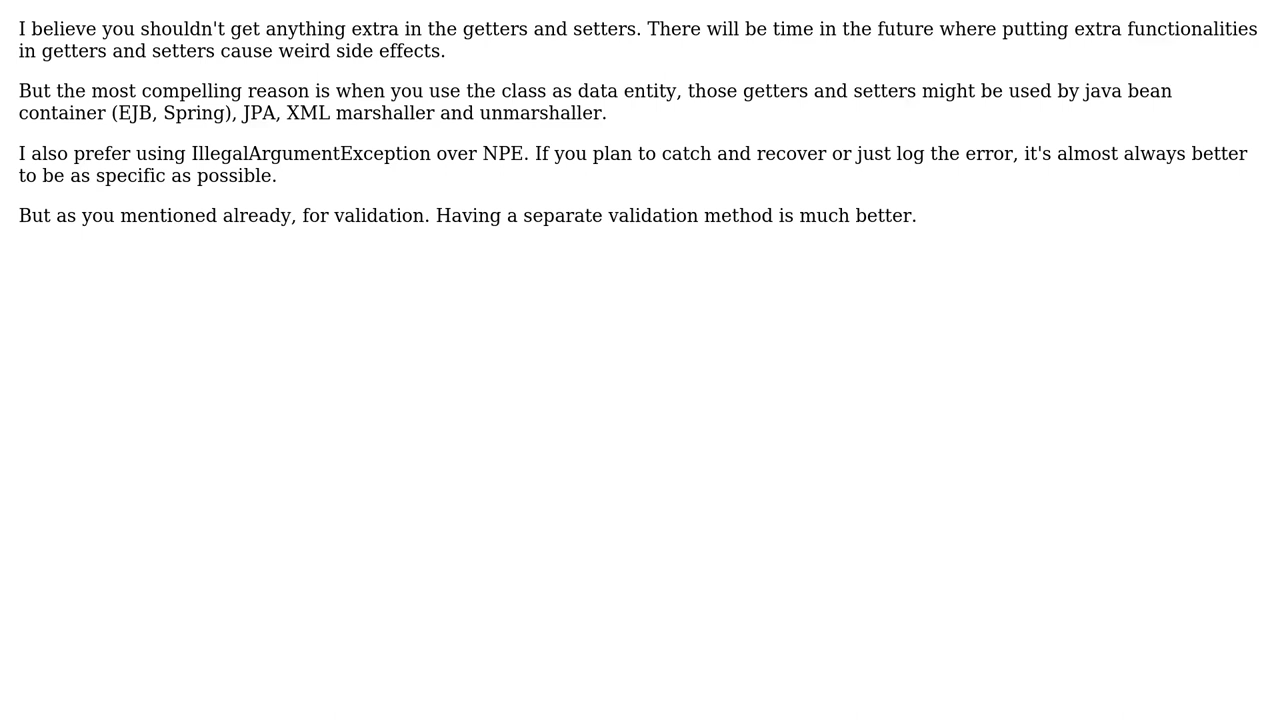 I believe you shouldn't get anything extra in the getters and setters. There will be time in the future where putting extra functionalities
in getters and setters cause weird side effects.
But the most compelling reason is when you use the class as data entity, those getters and setters might be used by java bean
container (EJB, Spring), JPA, XML marshaller and unmarshaller.
I also prefer using IllegalArgumentException over NPE. If you plan to catch and recover or just log the error, it's almost always better
to be as specific as possible.
But as you mentioned already, for validation. Having a separate validation method is much better.